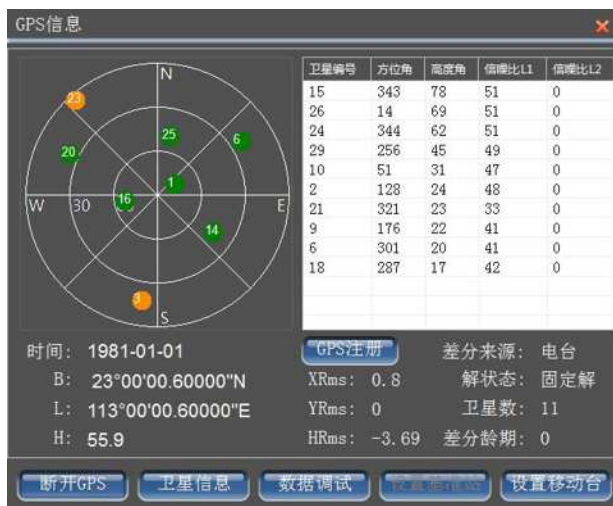 GPS信息
N
23
25
6
20
1
W
30
16
E
14
3
S
卫星编号 方位角 高度角 信噪比L1 信噪比L2
15 343 78 51 0
26 14 69 51 0
24 344 62 51 0
29 256 45 49 0
10 51 31 47 0
2 128 24 48 0
21 321 23 33 0
9 176 22 41 0
6 301 20 41 0
18 287 17 42 0
时间: 1981-01-01 GPS注册 差分来源: 电台
B: 23°00'00.60000"N XRms: 0.8 解状态: 固定解
L: 113°00'00.60000"E YRms: 0 卫星数: 11
H: 55.9 HRms: -3.69 差分龄期: 0
断开GPS 卫星信息 数据调试 设置移动台